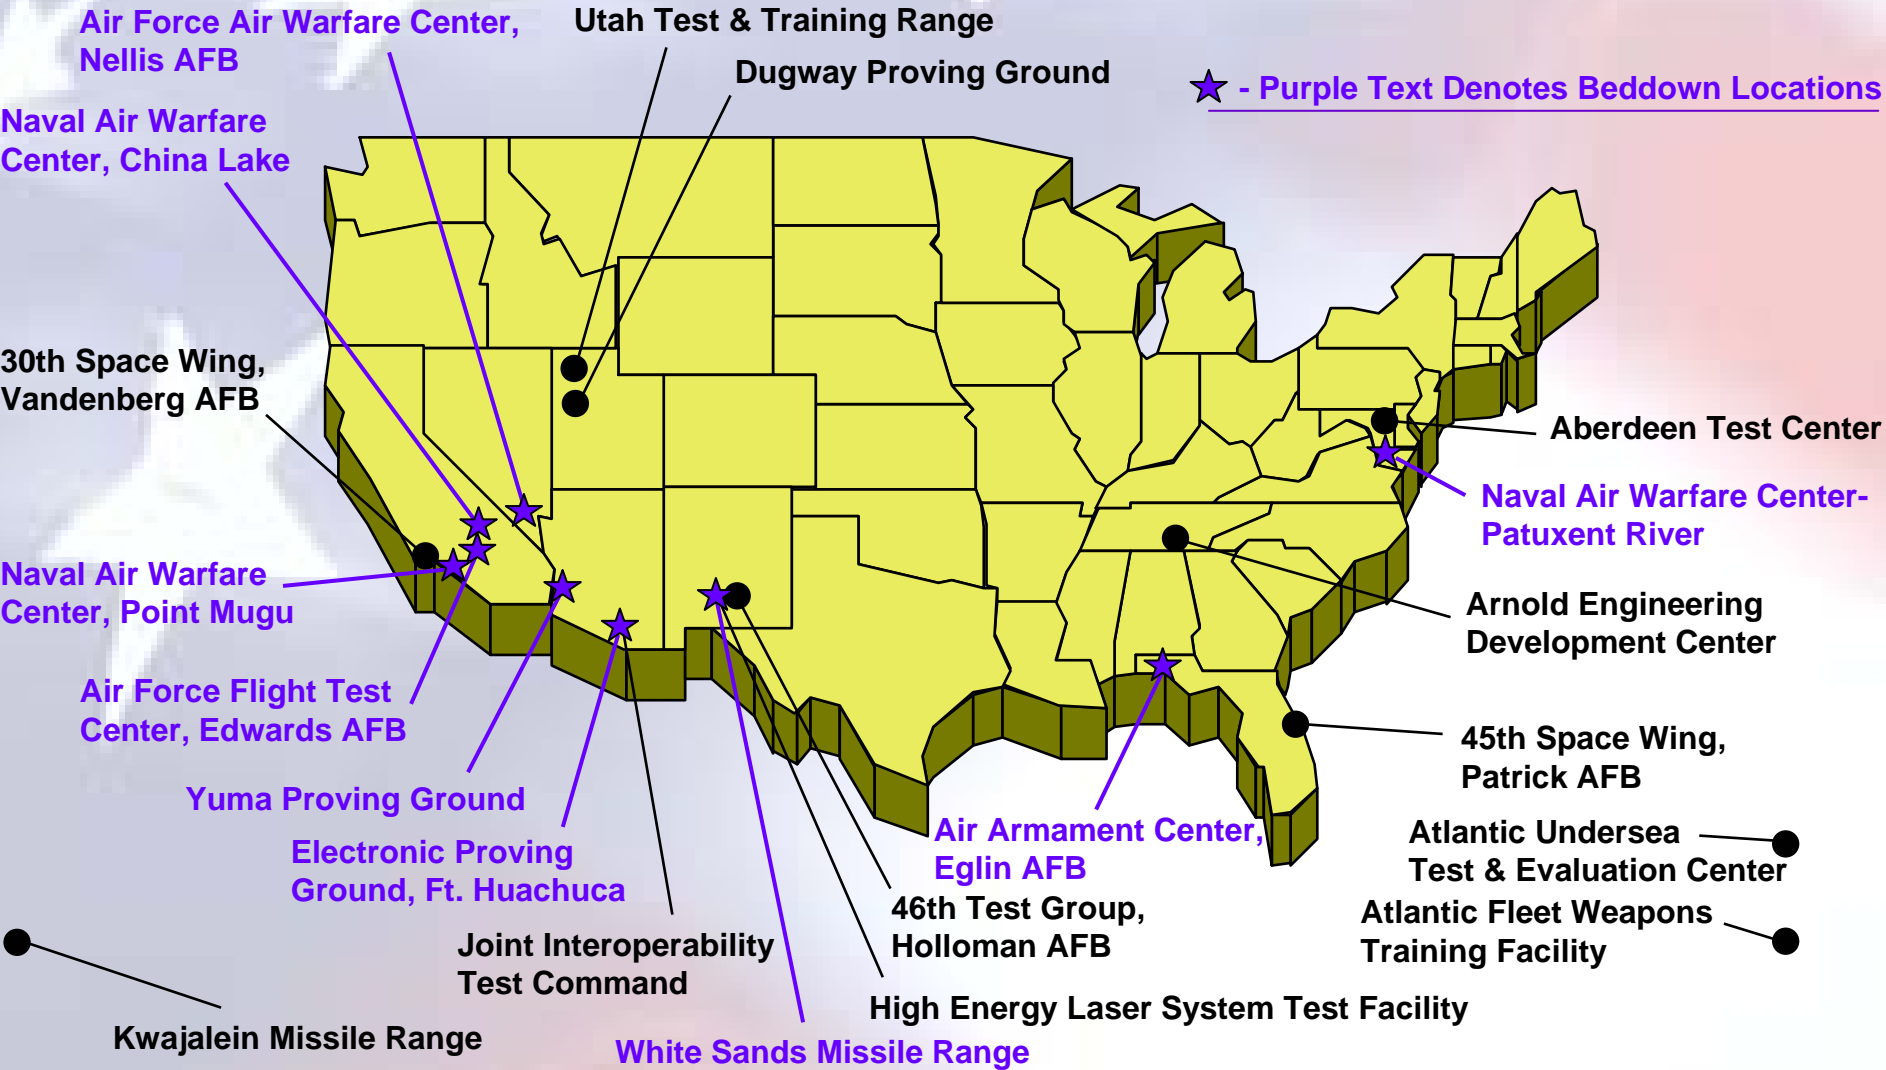 Air Force Air Warfare Center,
Nellis AFB
Utah Test & Training Range
Dugway Proving Ground
- Purple Text Denotes Beddown Locations
Naval Air Warfare
Center, China Lake
30th Space Wing,
Vandenberg AFB
Aberdeen Test Center
Naval Air Warfare Center-
Patuxent River
Naval Air Warfare
Center, Point Mugu
Arnold Engineering
Development Center
Air Force Flight Test
Center, Edwards AFB
45th Space Wing,
Patrick AFB
Yuma Proving Ground
Electronic Proving
Ground, Ft. Huachuca
Air Armament Center,
Eglin AFB
Atlantic Undersea
Test & Evaluation Center
46th Test Group,
Holloman AFB
Atlantic Fleet Weapons
Training Facility
Joint Interoperability
Test Command
High Energy Laser System Test Facility
Kwajalein Missile Range
White Sands Missile Range